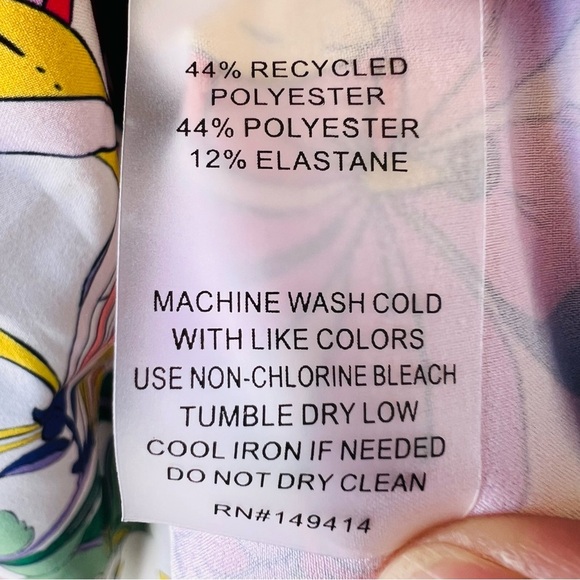 44% RECYCLED
POLYESTER
44% POLYESTER
12% ELASTANE
MACHINE WASH COLD
WITH LIKE COLORS
USE NON-CHLORINE BLEACH
TUMBLE DRY LOW
COOL IRON IF NEEDED
DO NOT DRY CLEAN
RN#149414